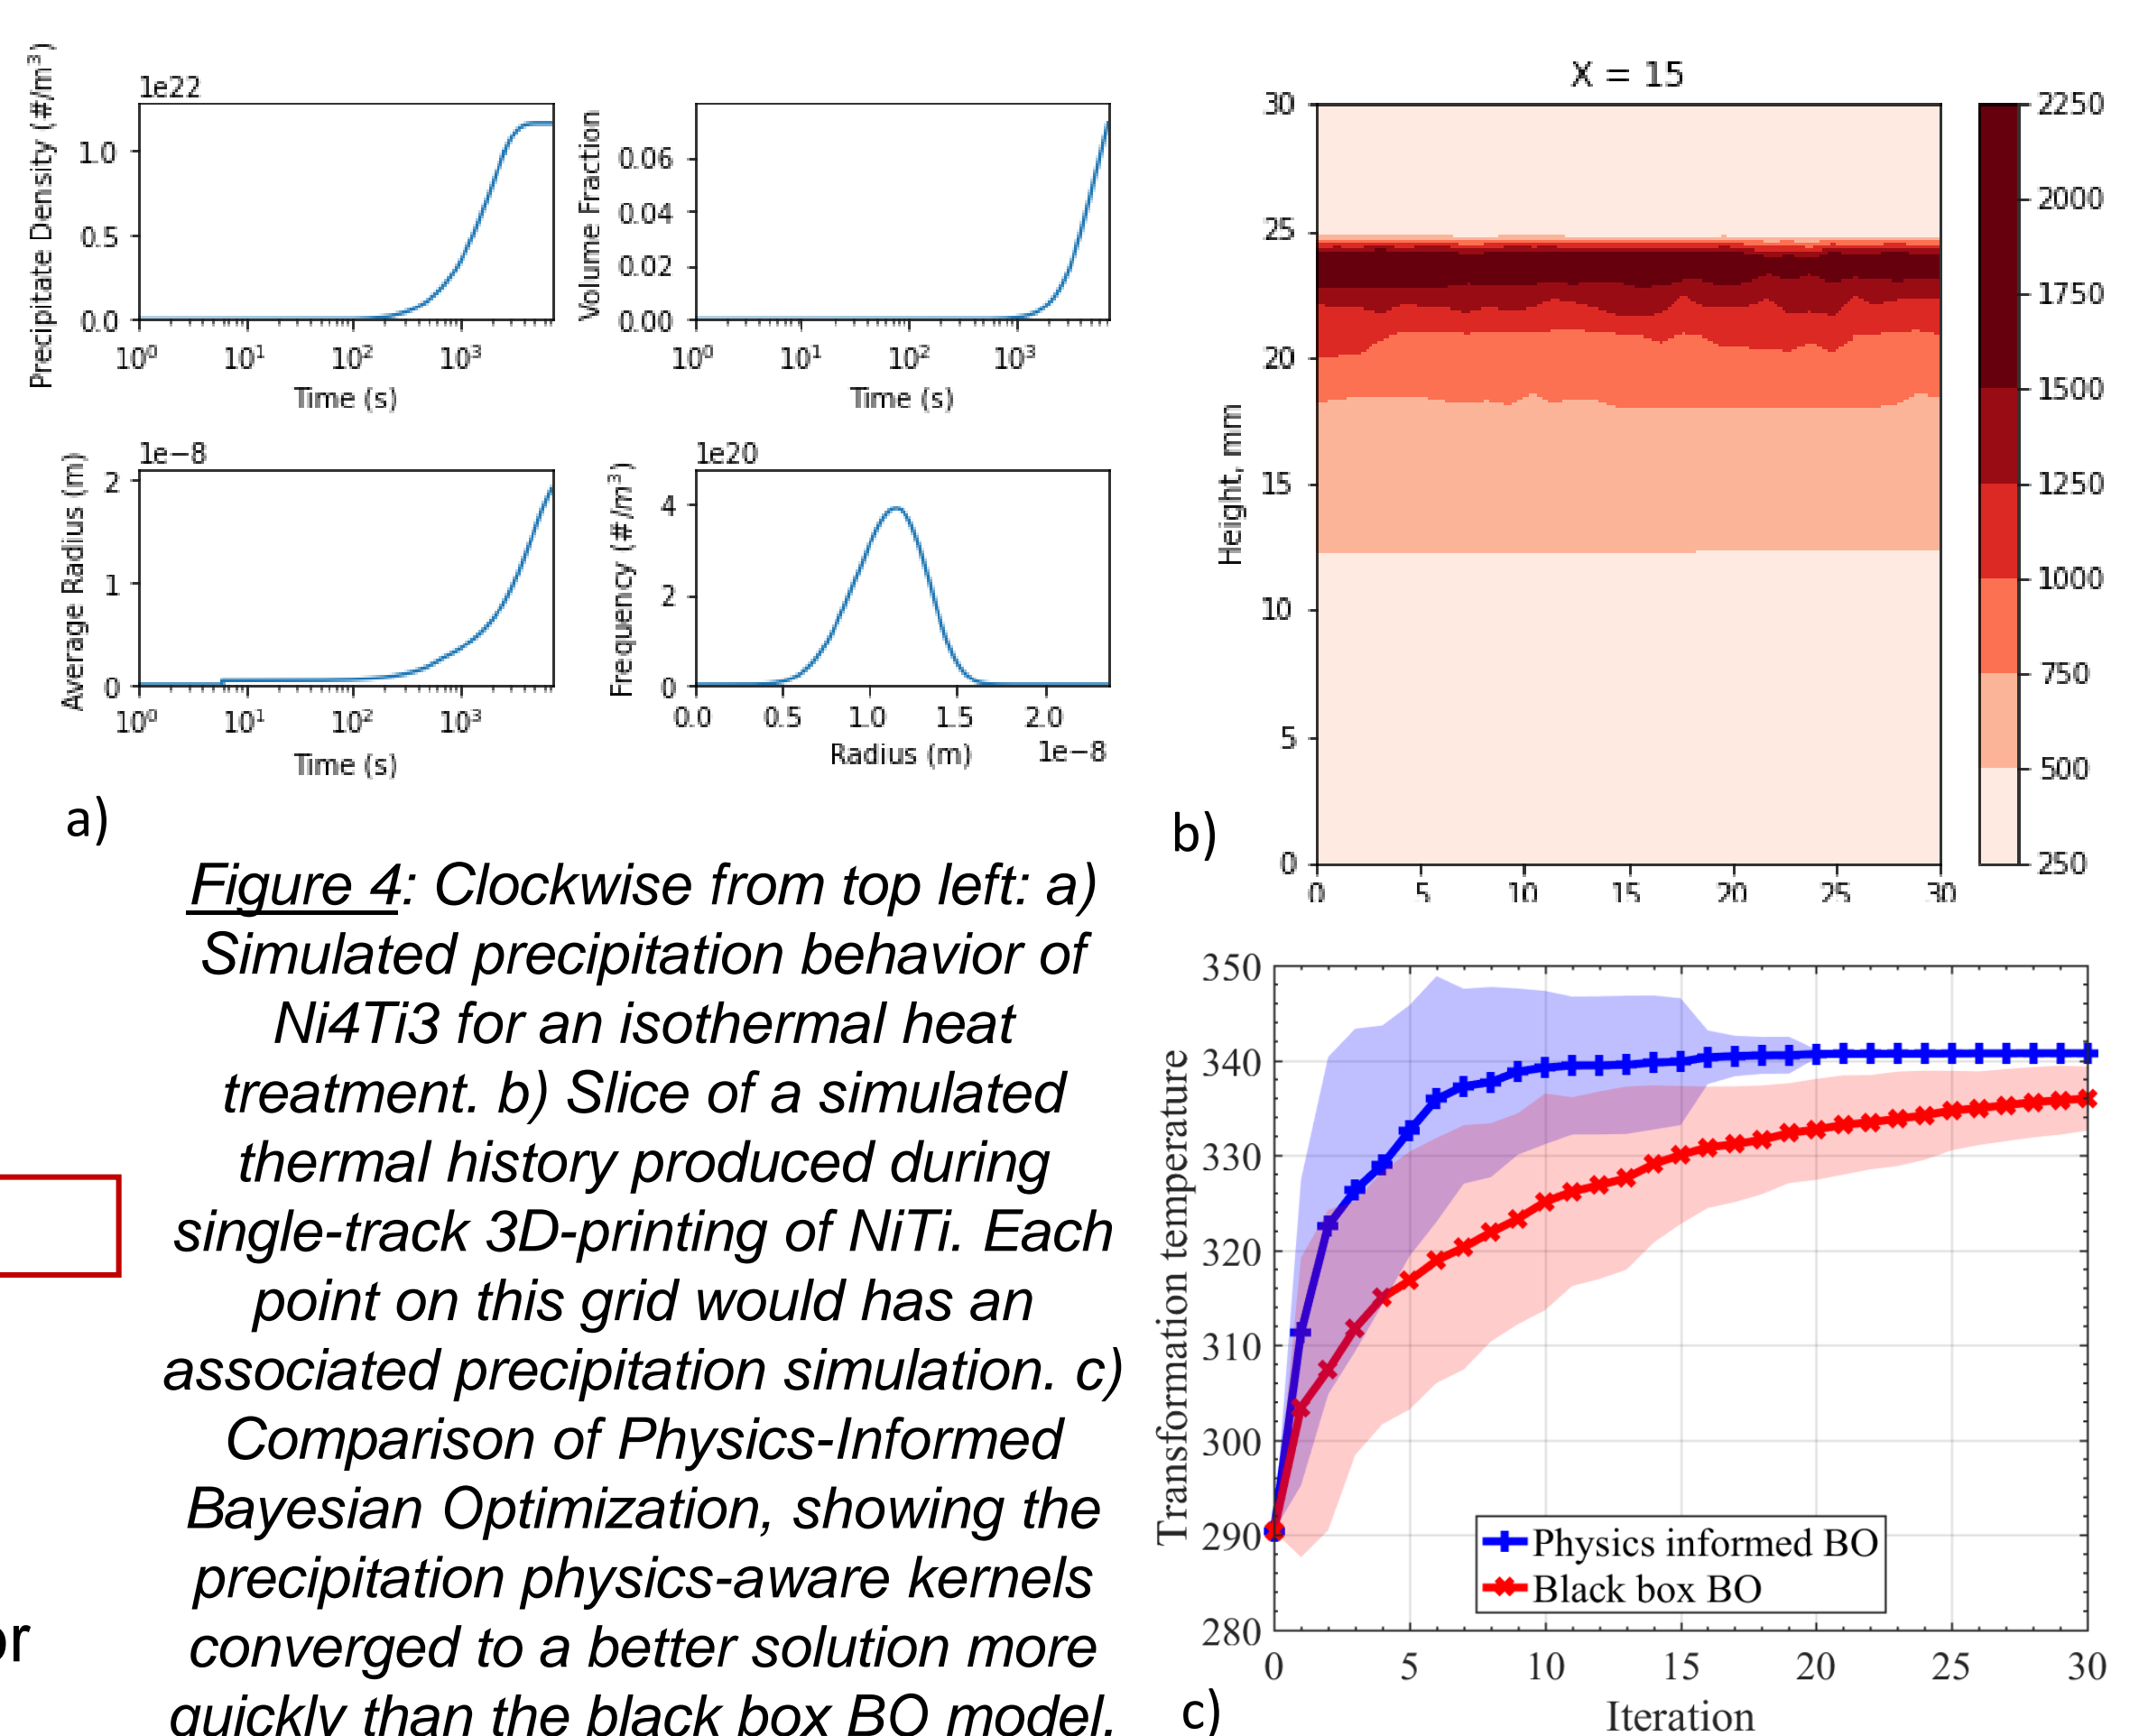 1e22
Precipitate Density (#/m³)
1.0
0.5
0.0
10⁰ 10¹ 10² 10³
Time (s)
Volume Fraction
0.06
0.04
0.02
0.00
10⁰ 10¹ 10² 10³
Time (s)
1e−8
Average Radius (m)
2
1
0
10⁰ 10¹ 10² 10³
Time (s)
1e20
Frequency (#/m³)
4
2
0
0.0 0.5 1.0 1.5 2.0
Radius (m) 1e−8
a)
X = 15
Height, mm
30
25
20
15
10
5
0
0 5 10 15 20 25 30
2250
2000
1750
1500
1250
1000
750
500
250
b)
Figure 4: Clockwise from top left: a)
Simulated precipitation behavior of
Ni4Ti3 for an isothermal heat
treatment. b) Slice of a simulated
thermal history produced during
single-track 3D-printing of NiTi. Each
point on this grid would has an
associated precipitation simulation. c)
Comparison of Physics-Informed
Bayesian Optimization, showing the
precipitation physics-aware kernels
converged to a better solution more
quickly than the black box BO model.
or
Transformation temperature
350
340
330
320
310
300
290
280
0 5 10 15 20 25 30
Iteration
Physics informed BO
Black box BO
c)